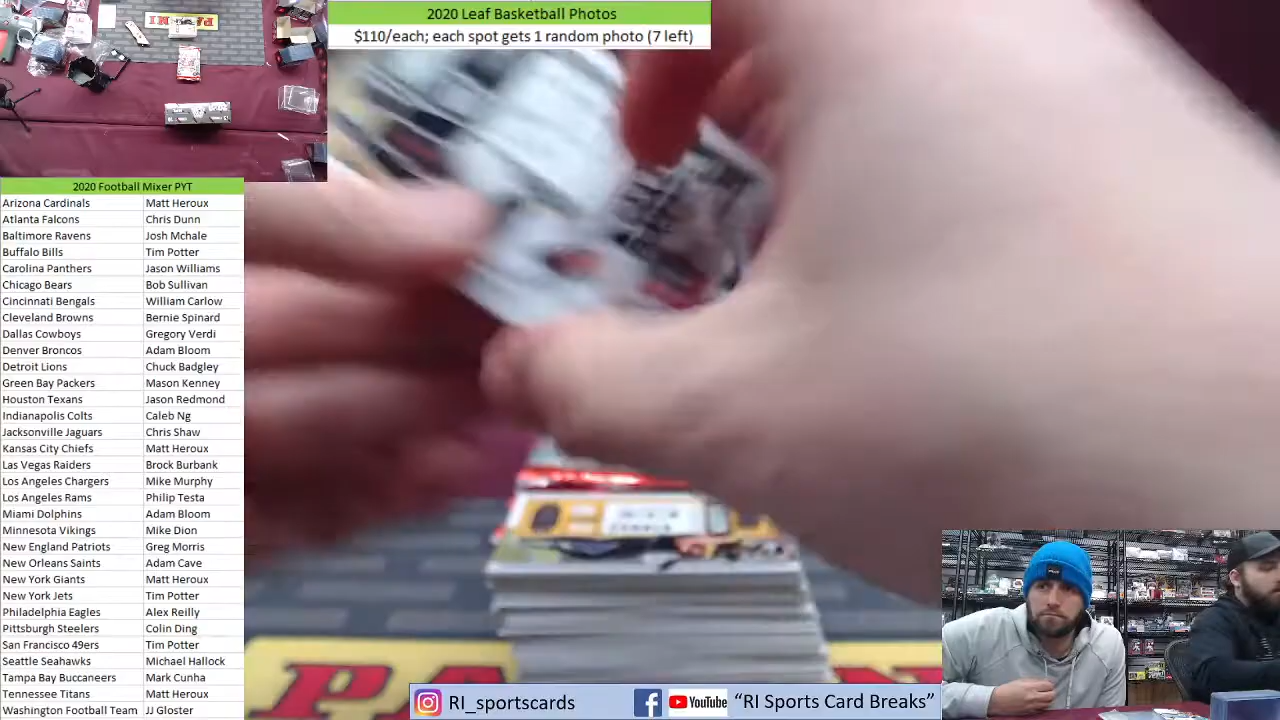 2020 Leaf Basketball Photos
$110/each; each spot gets 1 random photo (7 left)
2020 Football Mixer PYT
Arizona Cardinals Matt Heroux
Atlanta Falcons Chris Dunn
Baltimore Ravens Josh Mchale
Buffalo Bills Tim Potter
Carolina Panthers Jason Williams
Chicago Bears Bob Sullivan
Cincinnati Bengals William Carlow
Cleveland Browns Bernie Spinard
Dallas Cowboys Gregory Verdi
Denver Broncos Adam Bloom
Detroit Lions Chuck Badgley
Green Bay Packers Mason Kenney
Houston Texans Jason Redmond
Indianapolis Colts Caleb Ng
Jacksonville Jaguars Chris Shaw
Kansas City Chiefs Matt Heroux
Las Vegas Raiders Brock Burbank
Los Angeles Chargers Mike Murphy
Los Angeles Rams Philip Testa
Miami Dolphins Adam Bloom
Minnesota Vikings Mike Dion
New England Patriots Greg Morris
New Orleans Saints Adam Cave
New York Giants Matt Heroux
New York Jets Tim Potter
Philadelphia Eagles Alex Reilly
Pittsburgh Steelers Colin Ding
San Francisco 49ers Tim Potter
Seattle Seahawks Michael Hallock
Tampa Bay Buccaneers Mark Cunha
Tennessee Titans Matt Heroux
Washington Football Team JJ Gloster
RI_sportscards
YouTube "RI Sports Card Breaks"